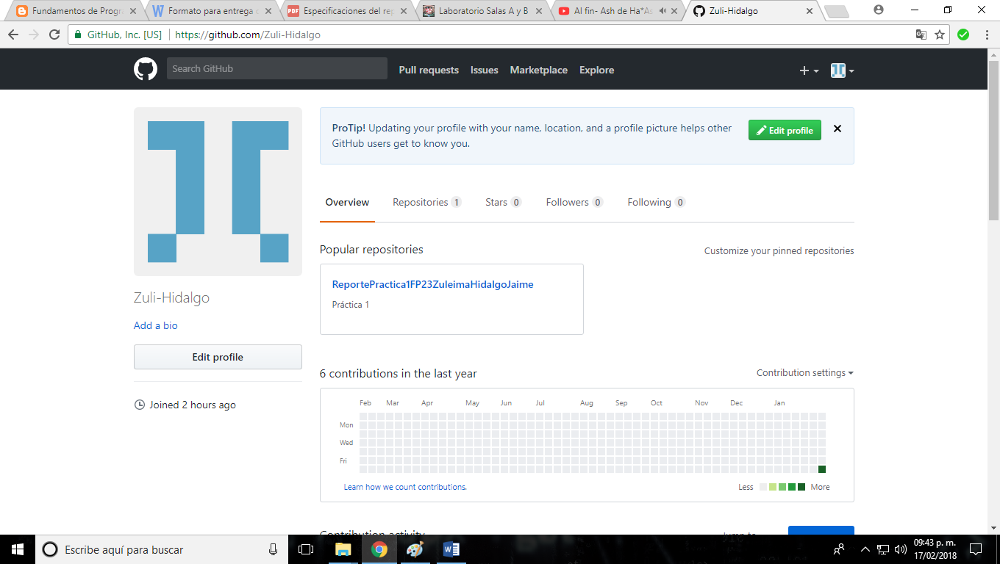 Fundamentos de Progra
Formato para entrega d
PDF
Especificaciones del rep
Laboratorio Salas A y B
Al fin- Ash de Ha*As
Zuli-Hidalgo
GitHub, Inc. [US]
https://github.com/Zuli-Hidalgo
Search GitHub
Pull requests
Issues
Marketplace
Explore
ProTip! Updating your profile with your name, location, and a profile picture helps other
GitHub users get to know you.
Edit profile
Overview
Repositories 1
Stars 0
Followers 0
Following 0
Popular repositories
Customize your pinned repositories
ReportePractica1FP23ZuleimaHidalgoJaime
Práctica 1
Zuli-Hidalgo
Add a bio
Edit profile
Joined 2 hours ago
6 contributions in the last year
Contribution settings
Feb Mar Apr May Jun Jul Aug Sep Oct Nov Dec Jan
Mon
Wed
Fri
Learn how we count contributions.
Less
More
Contribution activity
Jump to
Escribe aquí para buscar
09:43 p. m.
17/02/2018